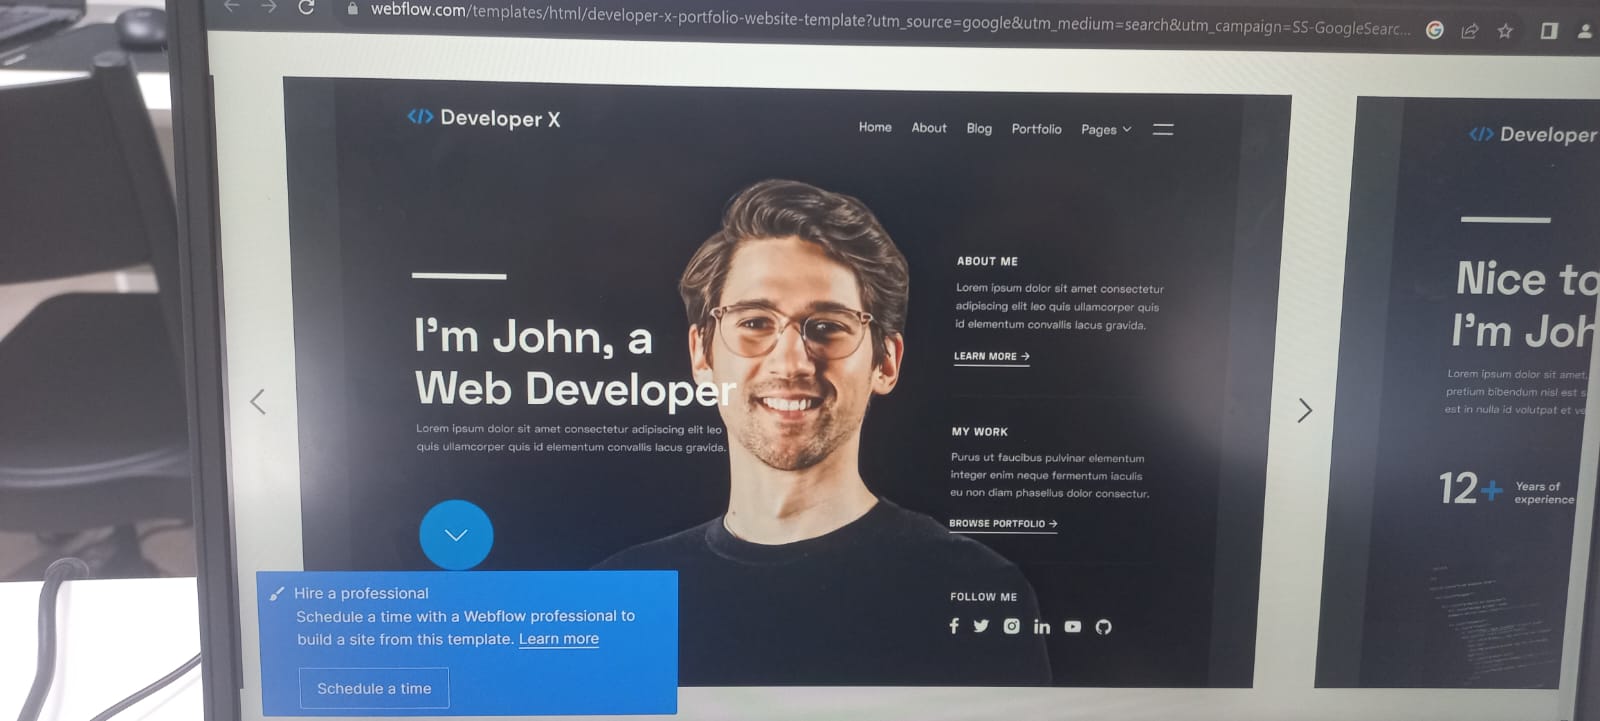 webflow.com/templates/html/developer-x-portfolio-website-template?utm_source=google&utm_medium=search&utm_campaign=SS-GoogleSearc...
</> Developer X
Home About Blog Portfolio Pages
I'm John, a
Web Developer
Lorem ipsum dolor sit amet consectetur adipiscing elit leo
quis ullamcorper quis id elementum convallis lacus gravida.
ABOUT ME
Lorem ipsum dolor sit amet consectetur
adipiscing elit leo quis ullamcorper quis
id elementum convallis lacus gravida.
LEARN MORE →
MY WORK
Purus ut faucibus pulvinar elementum
integer enim neque fermentum iaculis
eu non diam phasellus dolor consectur.
BROWSE PORTFOLIO →
FOLLOW ME
Hire a professional
Schedule a time with a Webflow professional to
build a site from this template. Learn more
Schedule a time
</> Developer
Nice to
I'm Joh
Lorem ipsum dolor sit amet,
pretium bibendum nisl est s
est in nulla id volutpat et ve
12+ Years of
experience